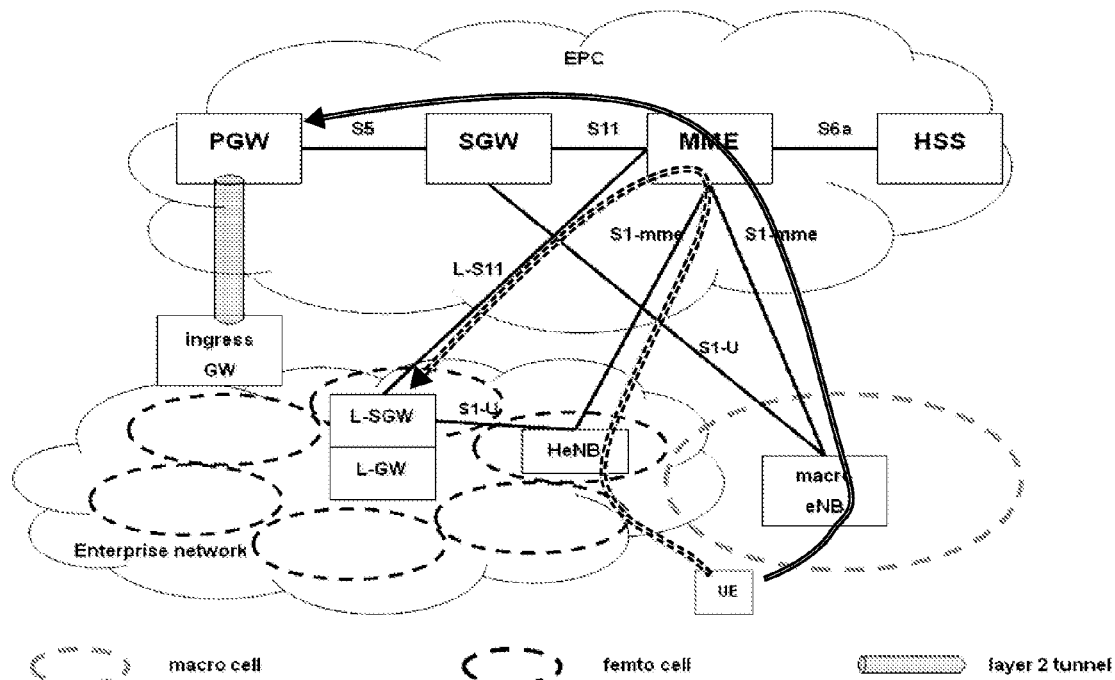 EPC
PGW
S5
SGW
S11
MME
S6a
HSS
S1-mme
S1-mme
L-S11
ingress
GW
S1-U
L-SGW
S1-U
HeNB
L-GW
macro
eNB
Enterprise network
UE
macro cell
femto cell
layer 2 tunnel